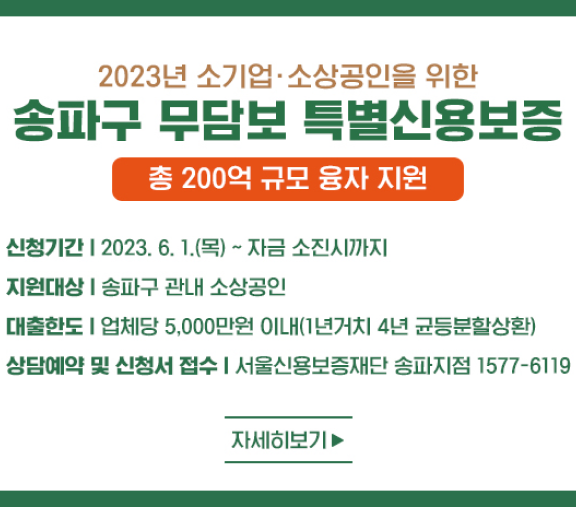 2023년 소기업·소상공인을 위한
송파구 무담보 특별신용보증
총 200억 규모 융자 지원
신청기간 | 2023. 6. 1.(목) ~ 자금 소진시까지
지원대상 | 송파구 관내 소상공인
대출한도 | 업체당 5,000만원 이내(1년거치 4년 균등분할상환)
상담예약 및 신청서 접수 | 서울신용보증재단 송파지점 1577-6119
자세히보기 ▶